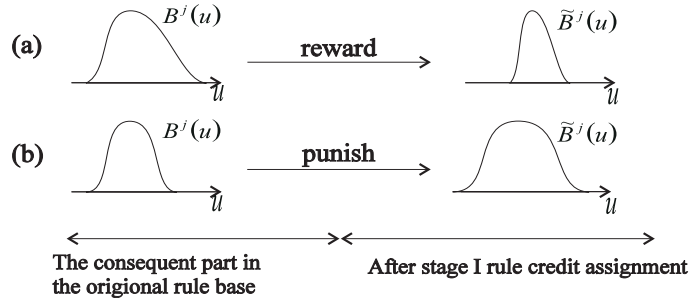 (a) B^j(u) reward B̃^j(u)
u u
(b) B^j(u) punish B̃^j(u)
u u
The consequent part in
the origional rule base
After stage I rule credit assignment